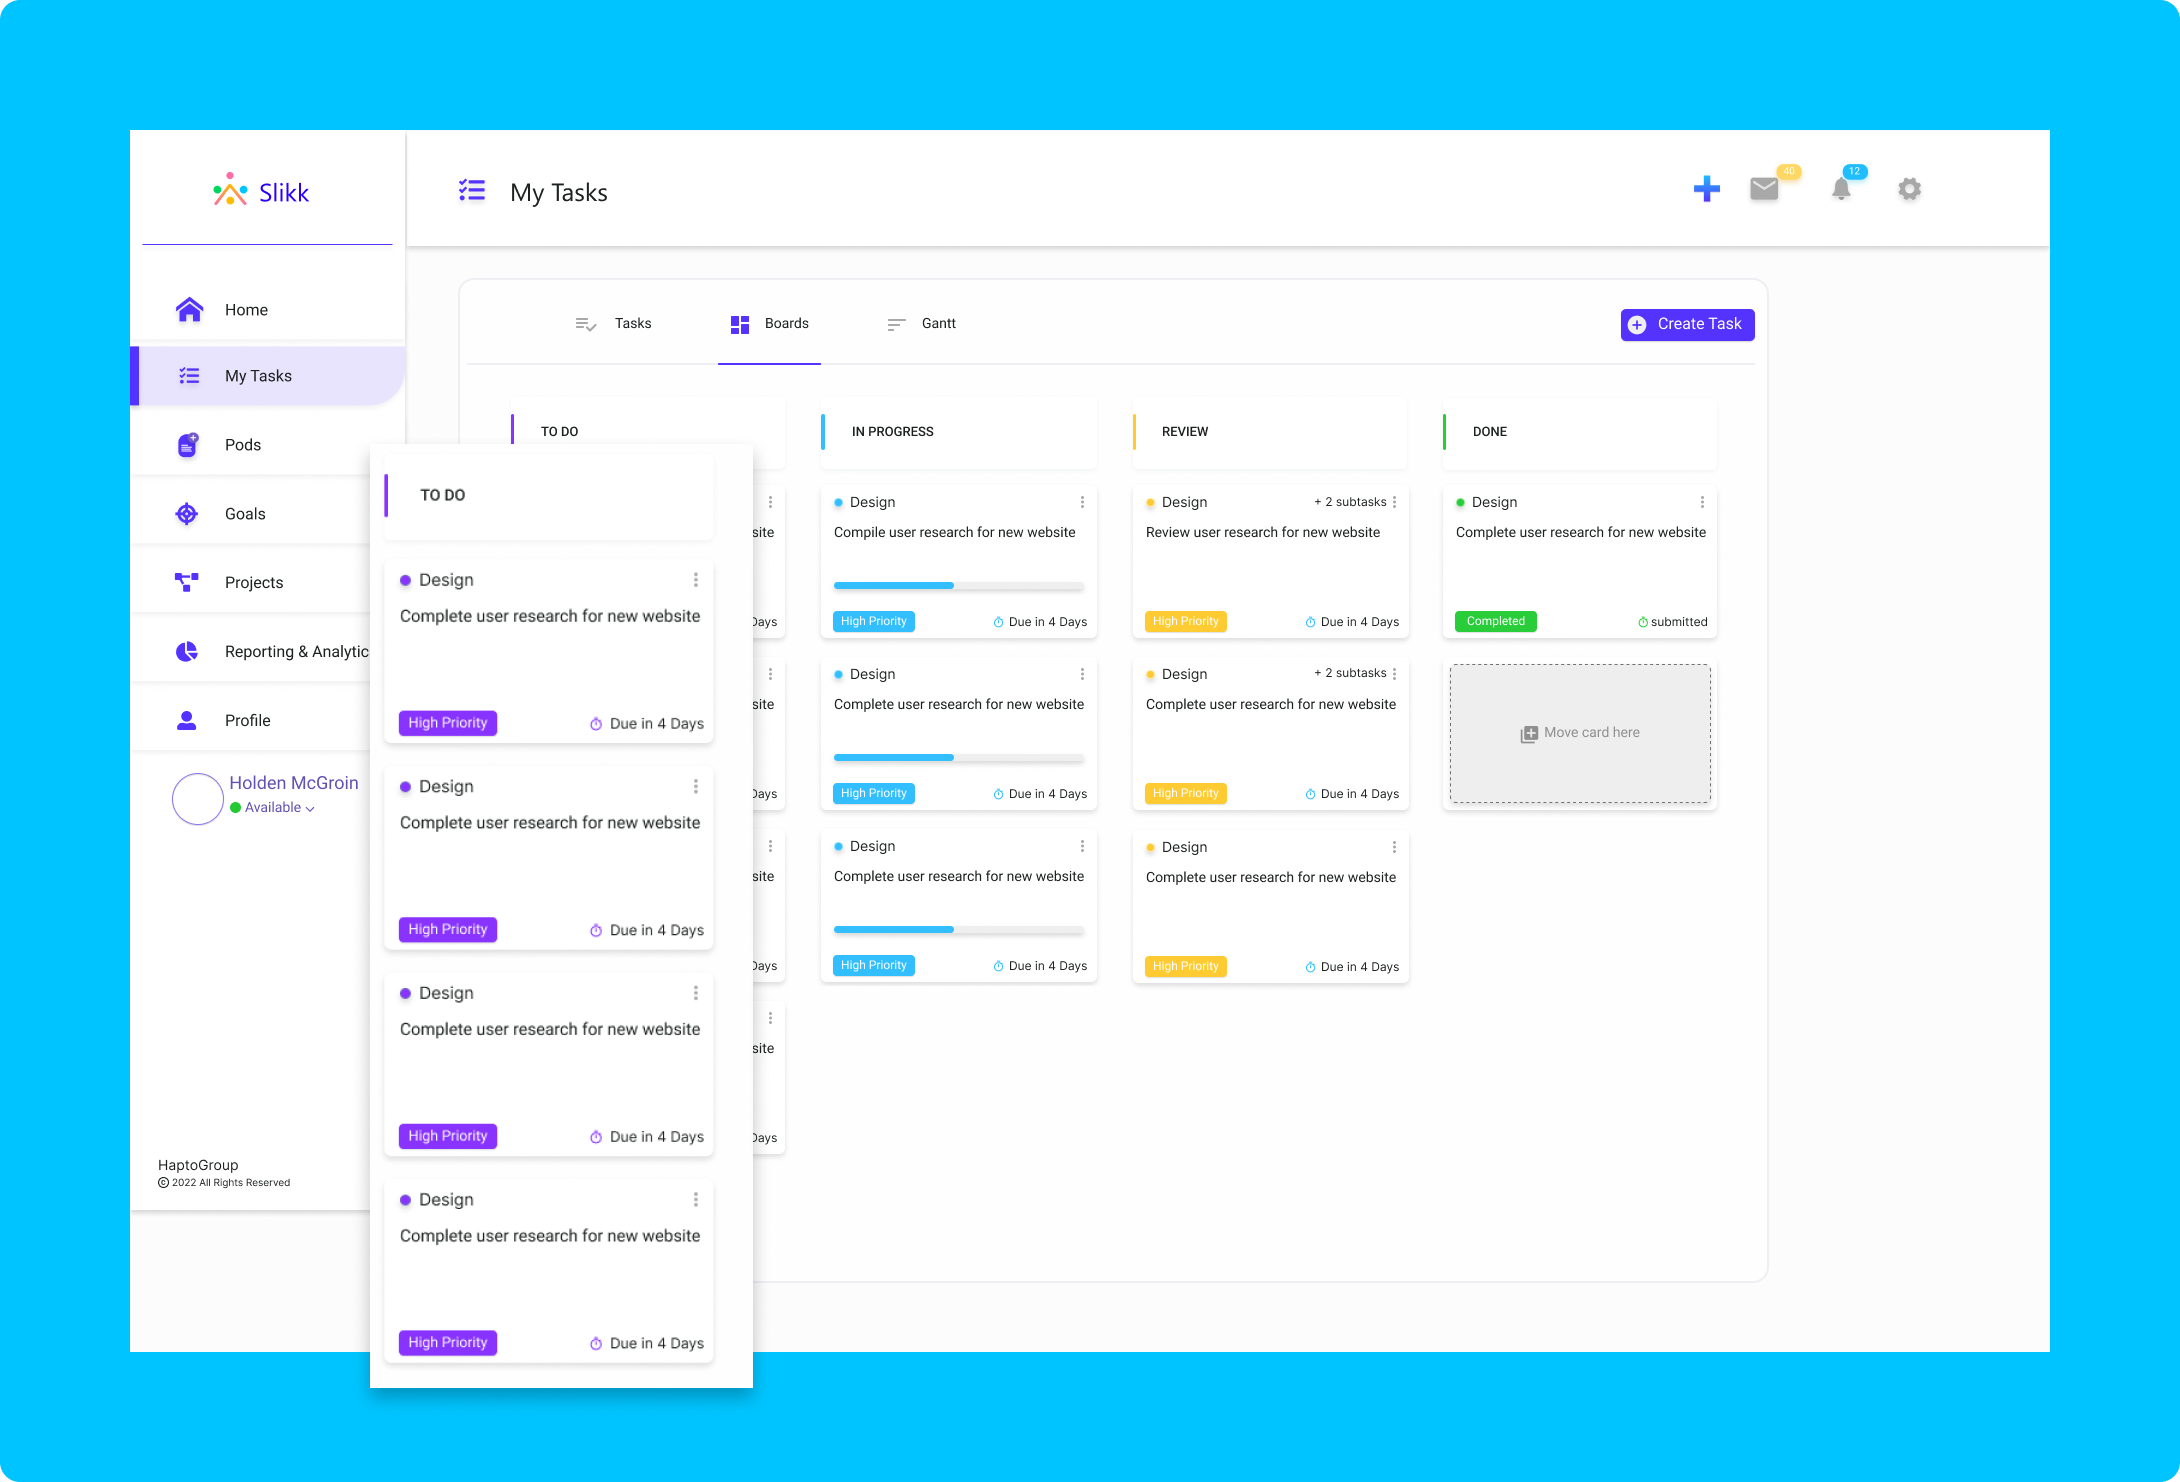 Slikk
My Tasks
40
12
Home
My Tasks
Pods
Goals
Projects
Reporting & Analytic
Profile
Holden McGroin
Available
HaptoGroup
© 2022 All Rights Reserved
Tasks
Boards
Gantt
Create Task
TO DO
TO DO
Design
Complete user research for new website
High Priority
Due in 4 Days
Design
Complete user research for new website
High Priority
Due in 4 Days
Design
Complete user research for new website
High Priority
Due in 4 Days
Design
Complete user research for new website
High Priority
Due in 4 Days
site
Days
site
Days
site
Days
site
Days
IN PROGRESS
Design
Compile user research for new website
High Priority
Due in 4 Days
Design
Complete user research for new website
High Priority
Due in 4 Days
Design
Complete user research for new website
High Priority
Due in 4 Days
REVIEW
Design
+ 2 subtasks
Review user research for new website
High Priority
Due in 4 Days
Design
+ 2 subtasks
Complete user research for new website
High Priority
Due in 4 Days
Design
Complete user research for new website
High Priority
Due in 4 Days
DONE
Design
Complete user research for new website
Completed
submitted
Move card here